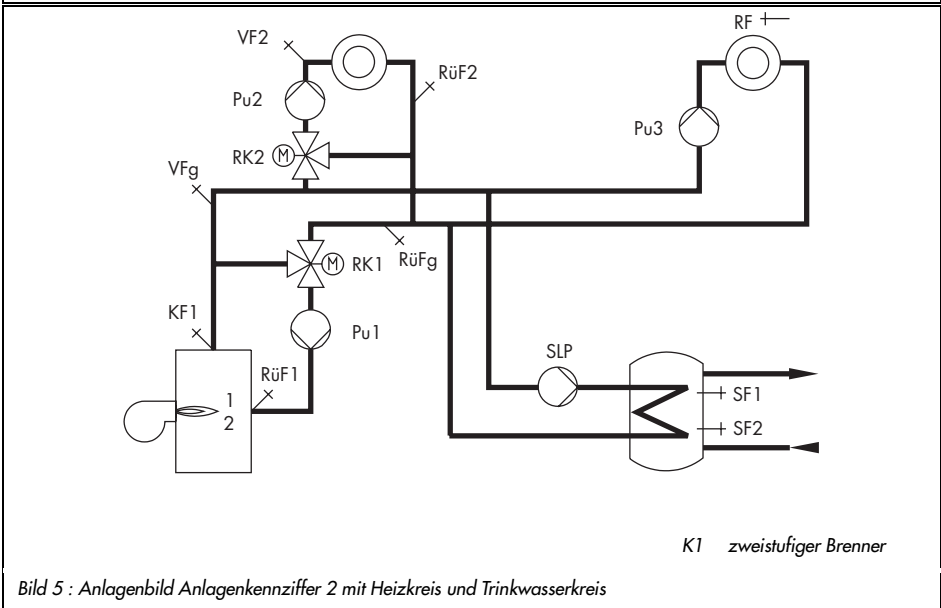 RF
VF2
RüF2
Pu2
Pu3
RK2
M
VFg
RüFg
M
RK1
KF1
Pu1
RüF1
SLP
1
2
SF1
SF2
K1 zweistufiger Brenner
Bild 5 : Anlagenbild Anlagenkennziffer 2 mit Heizkreis und Trinkwasserkreis